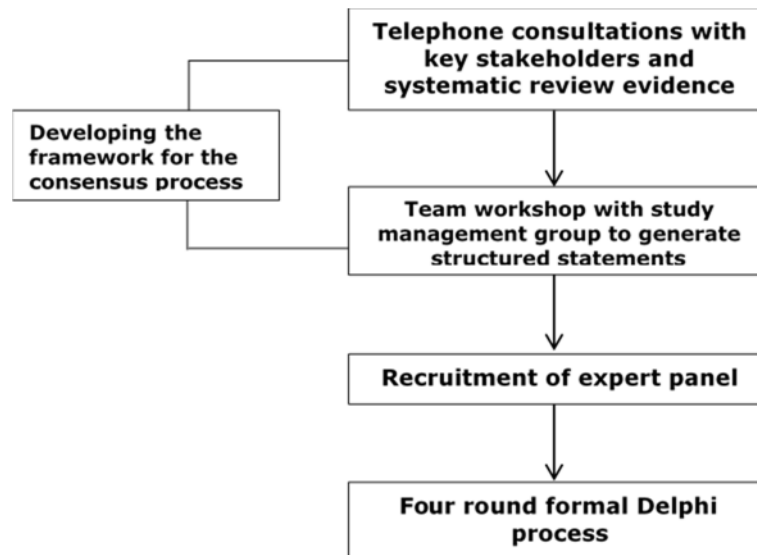 Telephone consultations with
key stakeholders and
systematic review evidence
Developing the
framework for the
consensus process
Team workshop with study
management group to generate
structured statements
Recruitment of expert panel
Four round formal Delphi
process